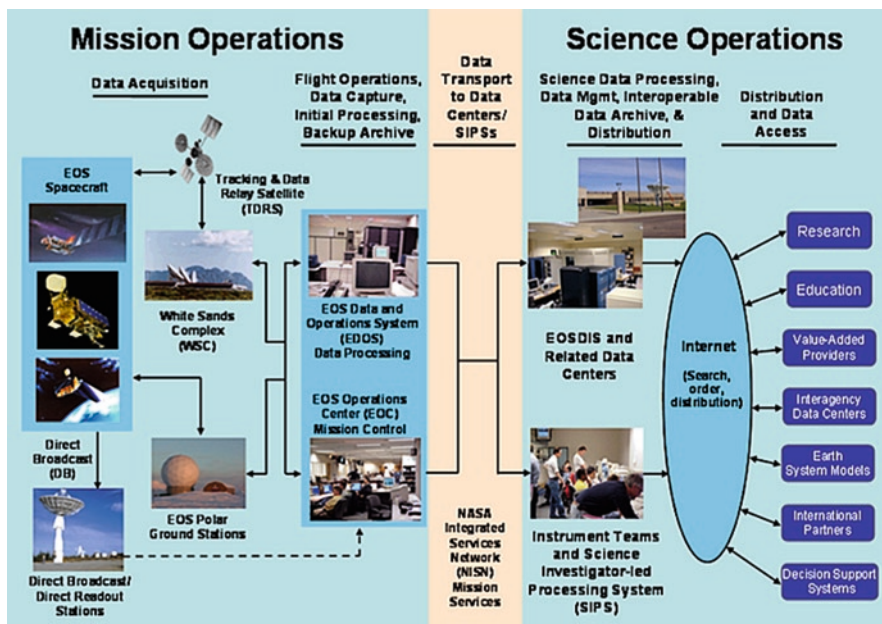 Mission Operations
Data Acquisition
Flight Operations,
Data Capture,
Initial Processing,
Backup Archive
Data
Transport
to Data
Centers/
SIPSs
Science Operations
Science Data Processing,
Data Mgmt, Interoperable
Data Archive, &
Distribution
Distribution
and Data
Access
EOS
Spacecraft
Tracking & Data
Relay Satellite
(TDRS)
White Sands
Complex
(WSC)
EOS Data and
Operations System
(EDOS)
Data Processing
EOS Operations
Center (EOC)
Mission Control
Direct
Broadcast
(DB)
EOS Polar
Ground Stations
Direct Broadcast/
Direct Readout
Stations
NASA
Integrated
Services
Network
(NISN)
Mission
Services
EOSDIS and
Related Data
Centers
Instrument Teams and
Science
Investigator-led
Processing System
(SIPS)
Internet
(Search,
order,
distribution)
Research
Education
Value-Added
Providers
Interagency
Data Centers
Earth
System Models
International
Partners
Decision Support
Systems